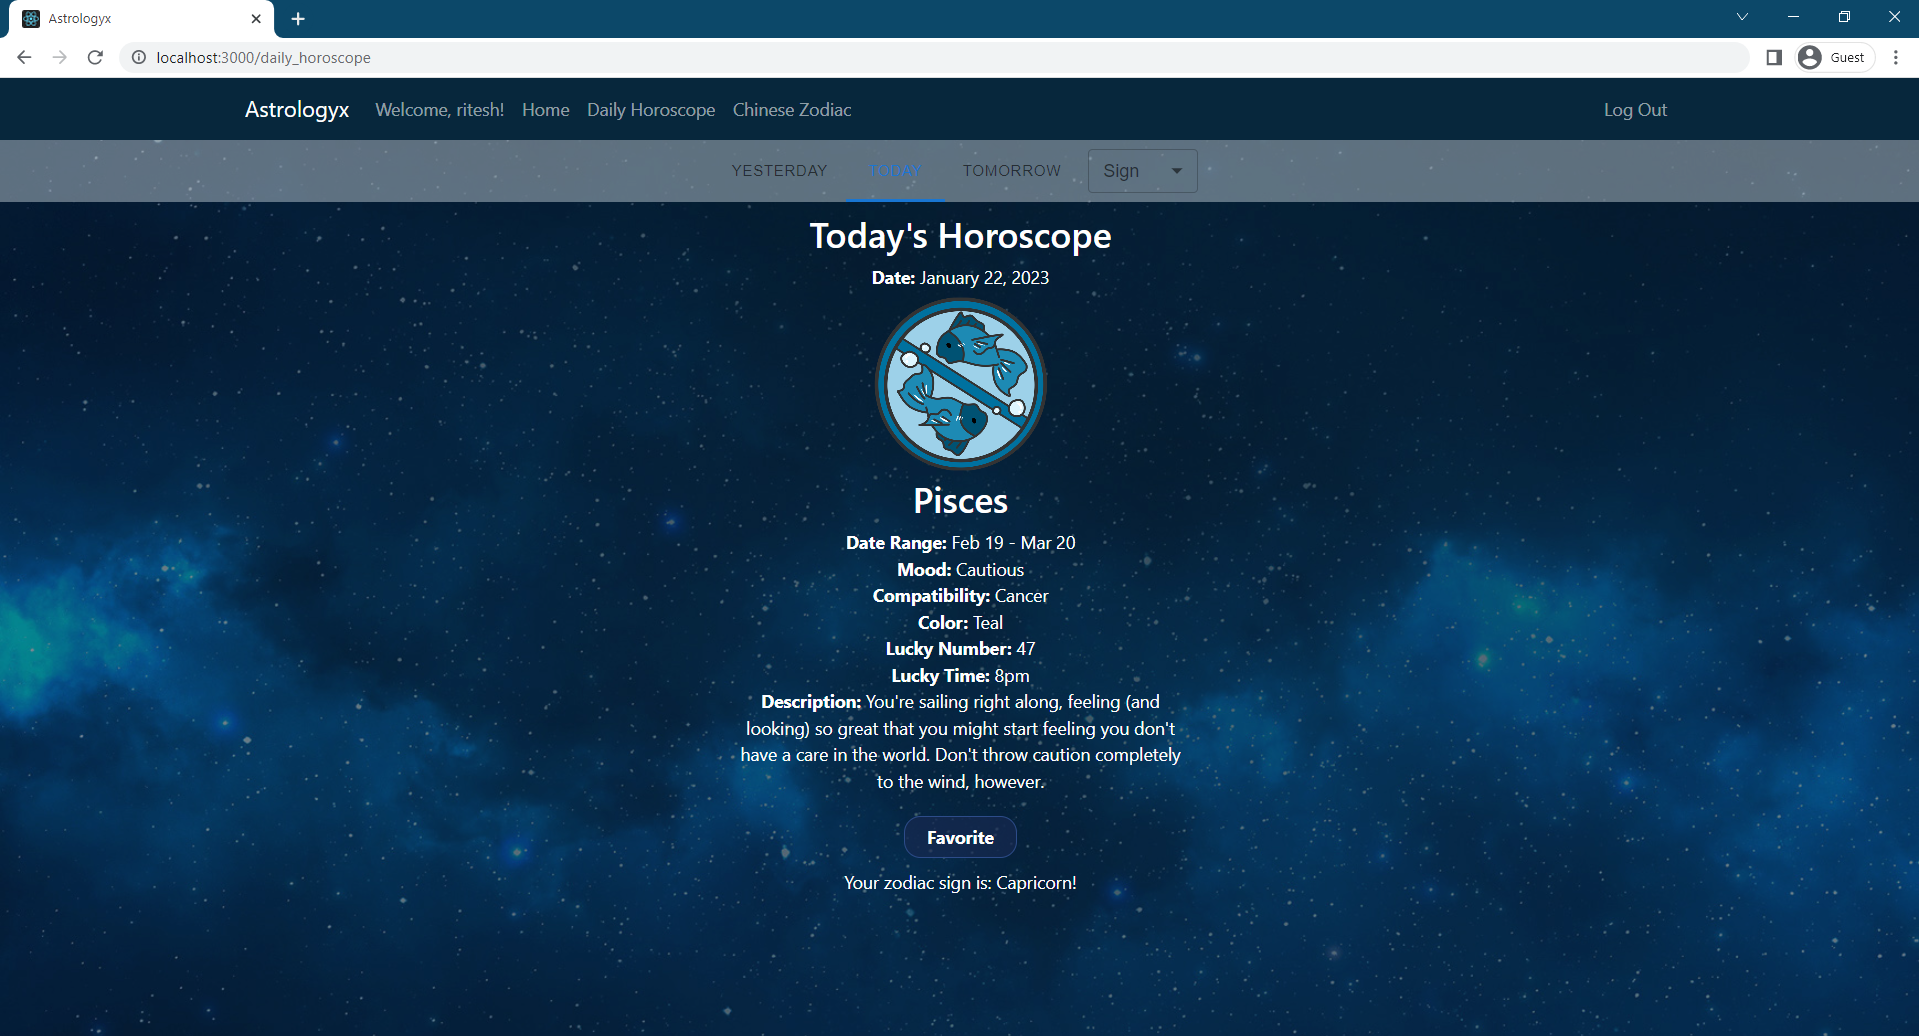 Astrologyx
localhost:3000/daily_horoscope
Guest
Astrologyx Welcome, ritesh! Home Daily Horoscope Chinese Zodiac Log Out
YESTERDAY TODAY TOMORROW Sign
Today's Horoscope
Date: January 22, 2023
Pisces
Date Range: Feb 19 - Mar 20
Mood: Cautious
Compatibility: Cancer
Color: Teal
Lucky Number: 47
Lucky Time: 8pm
Description: You're sailing right along, feeling (and
looking) so great that you might start feeling you don't
have a care in the world. Don't throw caution completely
to the wind, however.
Favorite
Your zodiac sign is: Capricorn!